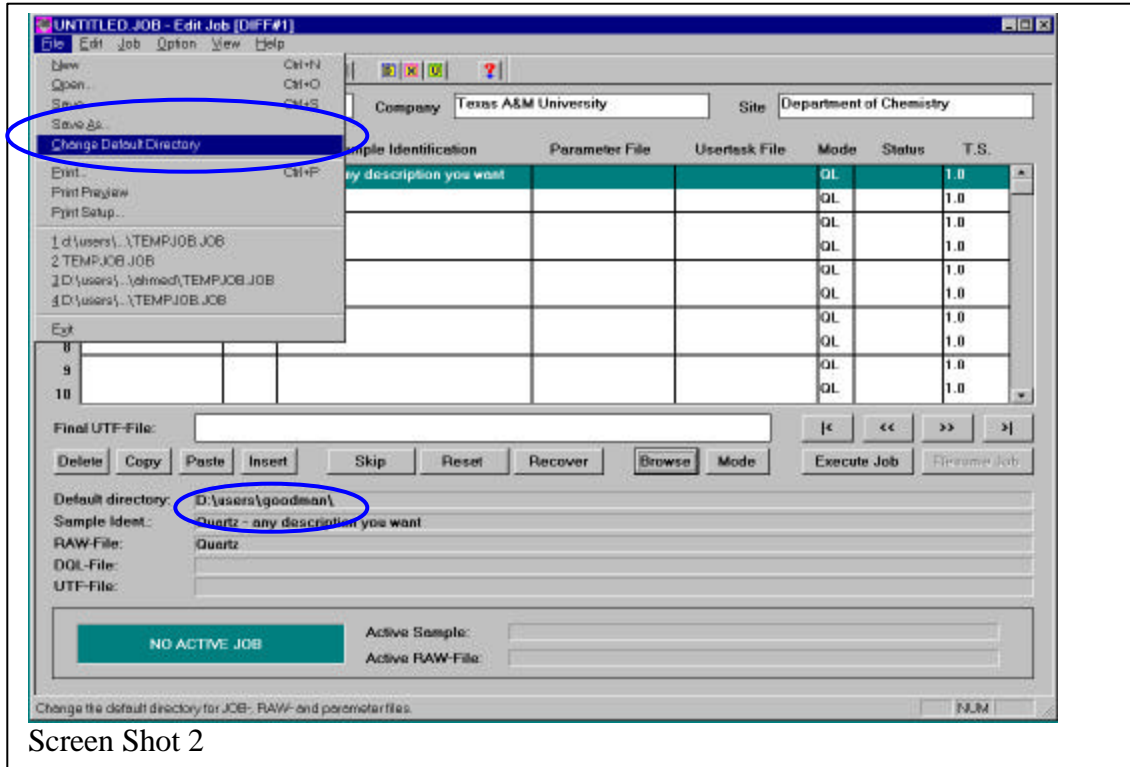 UNTITLED.JOB - Edit Job [DIFF#1]
File Edit Job Option View Help
New Ctrl+N
Open... Ctrl+O
Save Ctrl+S
Save As...
Change Default Directory
Print... Ctrl+P
Print Preview
Print Setup...
1 d:\users\...\TEMPJOB.JOB
2 TEMPJOB.JOB
3 D:\users\...\ahmed\TEMPJOB.JOB
4 D:\users\...\TEMPJOB.JOB
Exit
Company Texas A&M University Site Department of Chemistry
mple Identification Parameter File Usertask File Mode Status T.S.
ny description you want QL 1.0
QL 1.0
QL 1.0
QL 1.0
QL 1.0
QL 1.0
QL 1.0
8 QL 1.0
9 QL 1.0
10 QL 1.0
Final UTF-File: |< << >> >|
Delete Copy Paste Insert Skip Reset Recover Browse Mode Execute Job Resume Job
Default directory: D:\users\goodman\
Sample Ident.: Quartz - any description you want
RAW-File: Quartz
DQL-File:
UTF-File:
NO ACTIVE JOB
Active Sample:
Active RAW-File:
Change the default directory for JOB-, RAW- and parameter files. NUM
Screen Shot 2